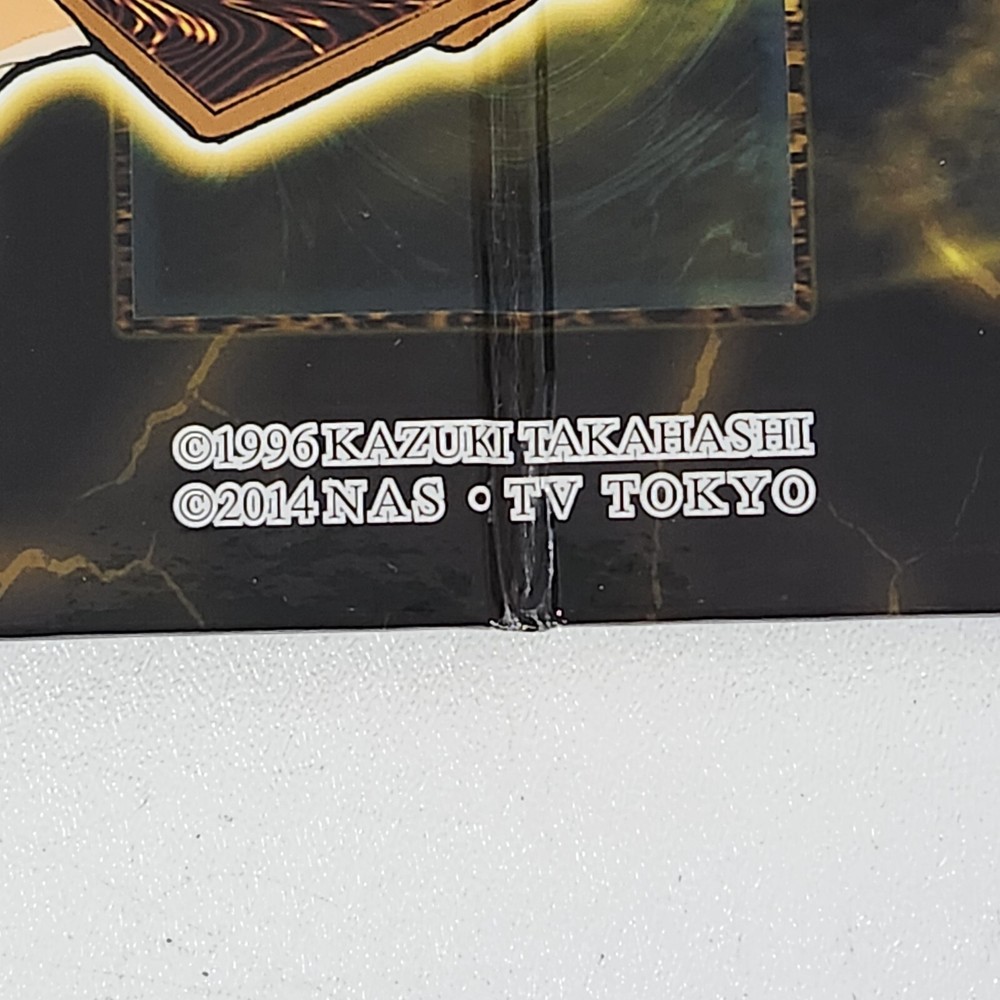 ©1996 KAZUKI TAKAHASHI
©2014 NAS • TV TOKYO